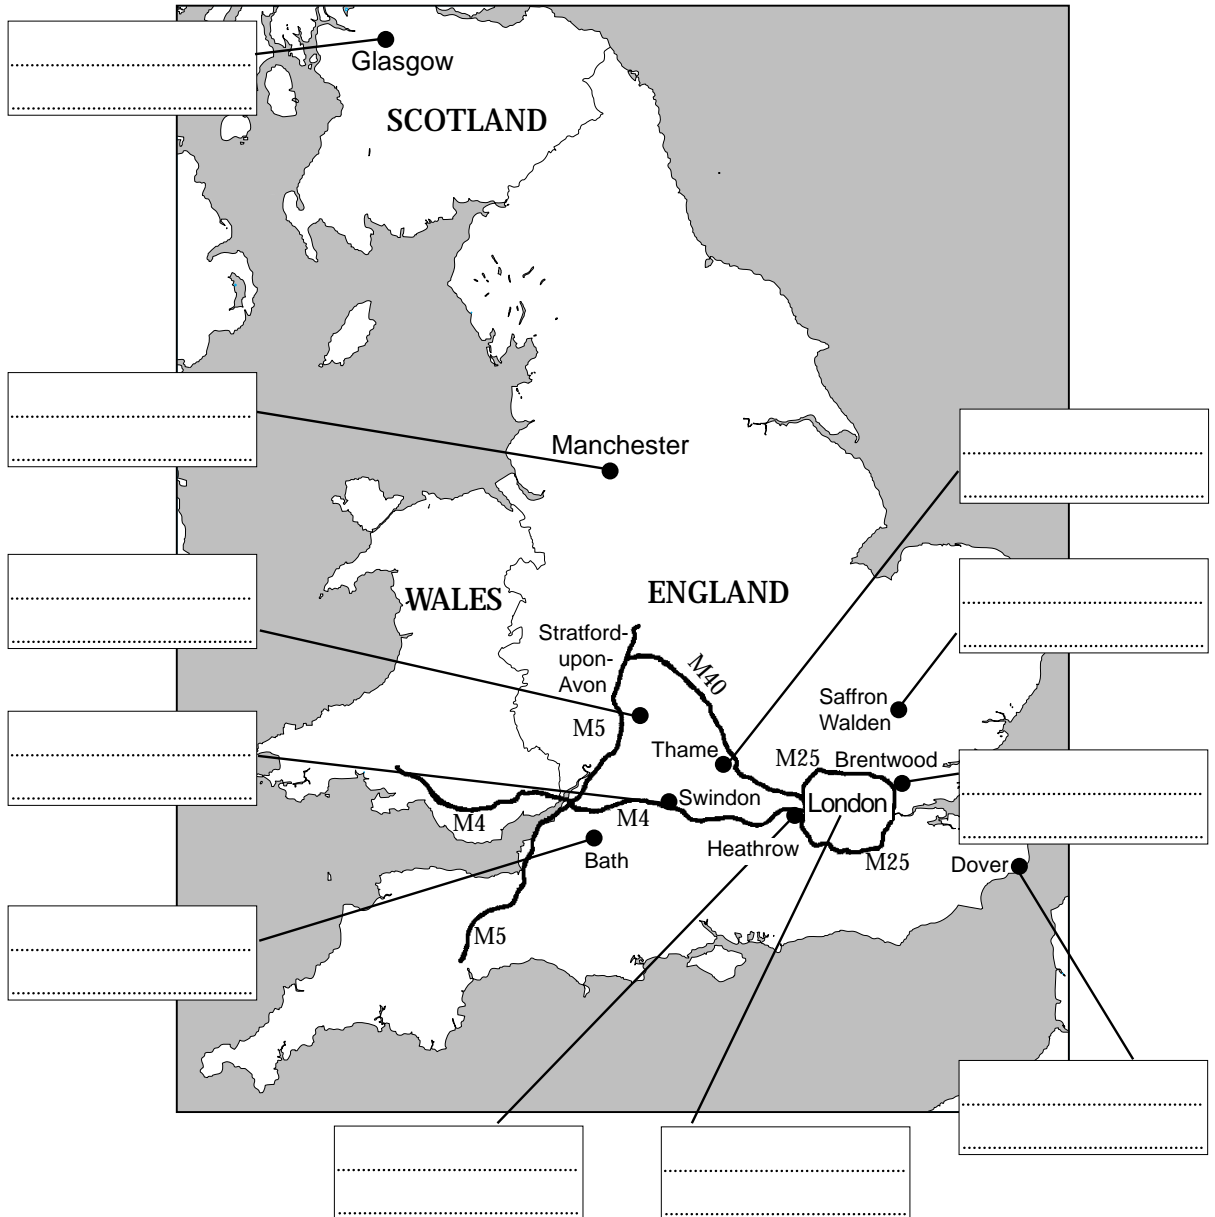 Glasgow
SCOTLAND
Manchester
WALES
ENGLAND
Stratford-
upon-
Avon
M40
Saffron
Walden
M5
Thame
M25
Brentwood
Swindon
London
M4
M4
Heathrow
Bath
M25
Dover
M5